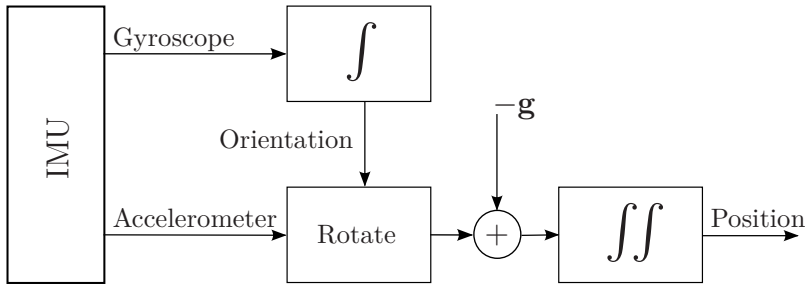 Gyroscope
∫
IMU
−g
Orientation
Accelerometer
Rotate
+
∫∫
Position